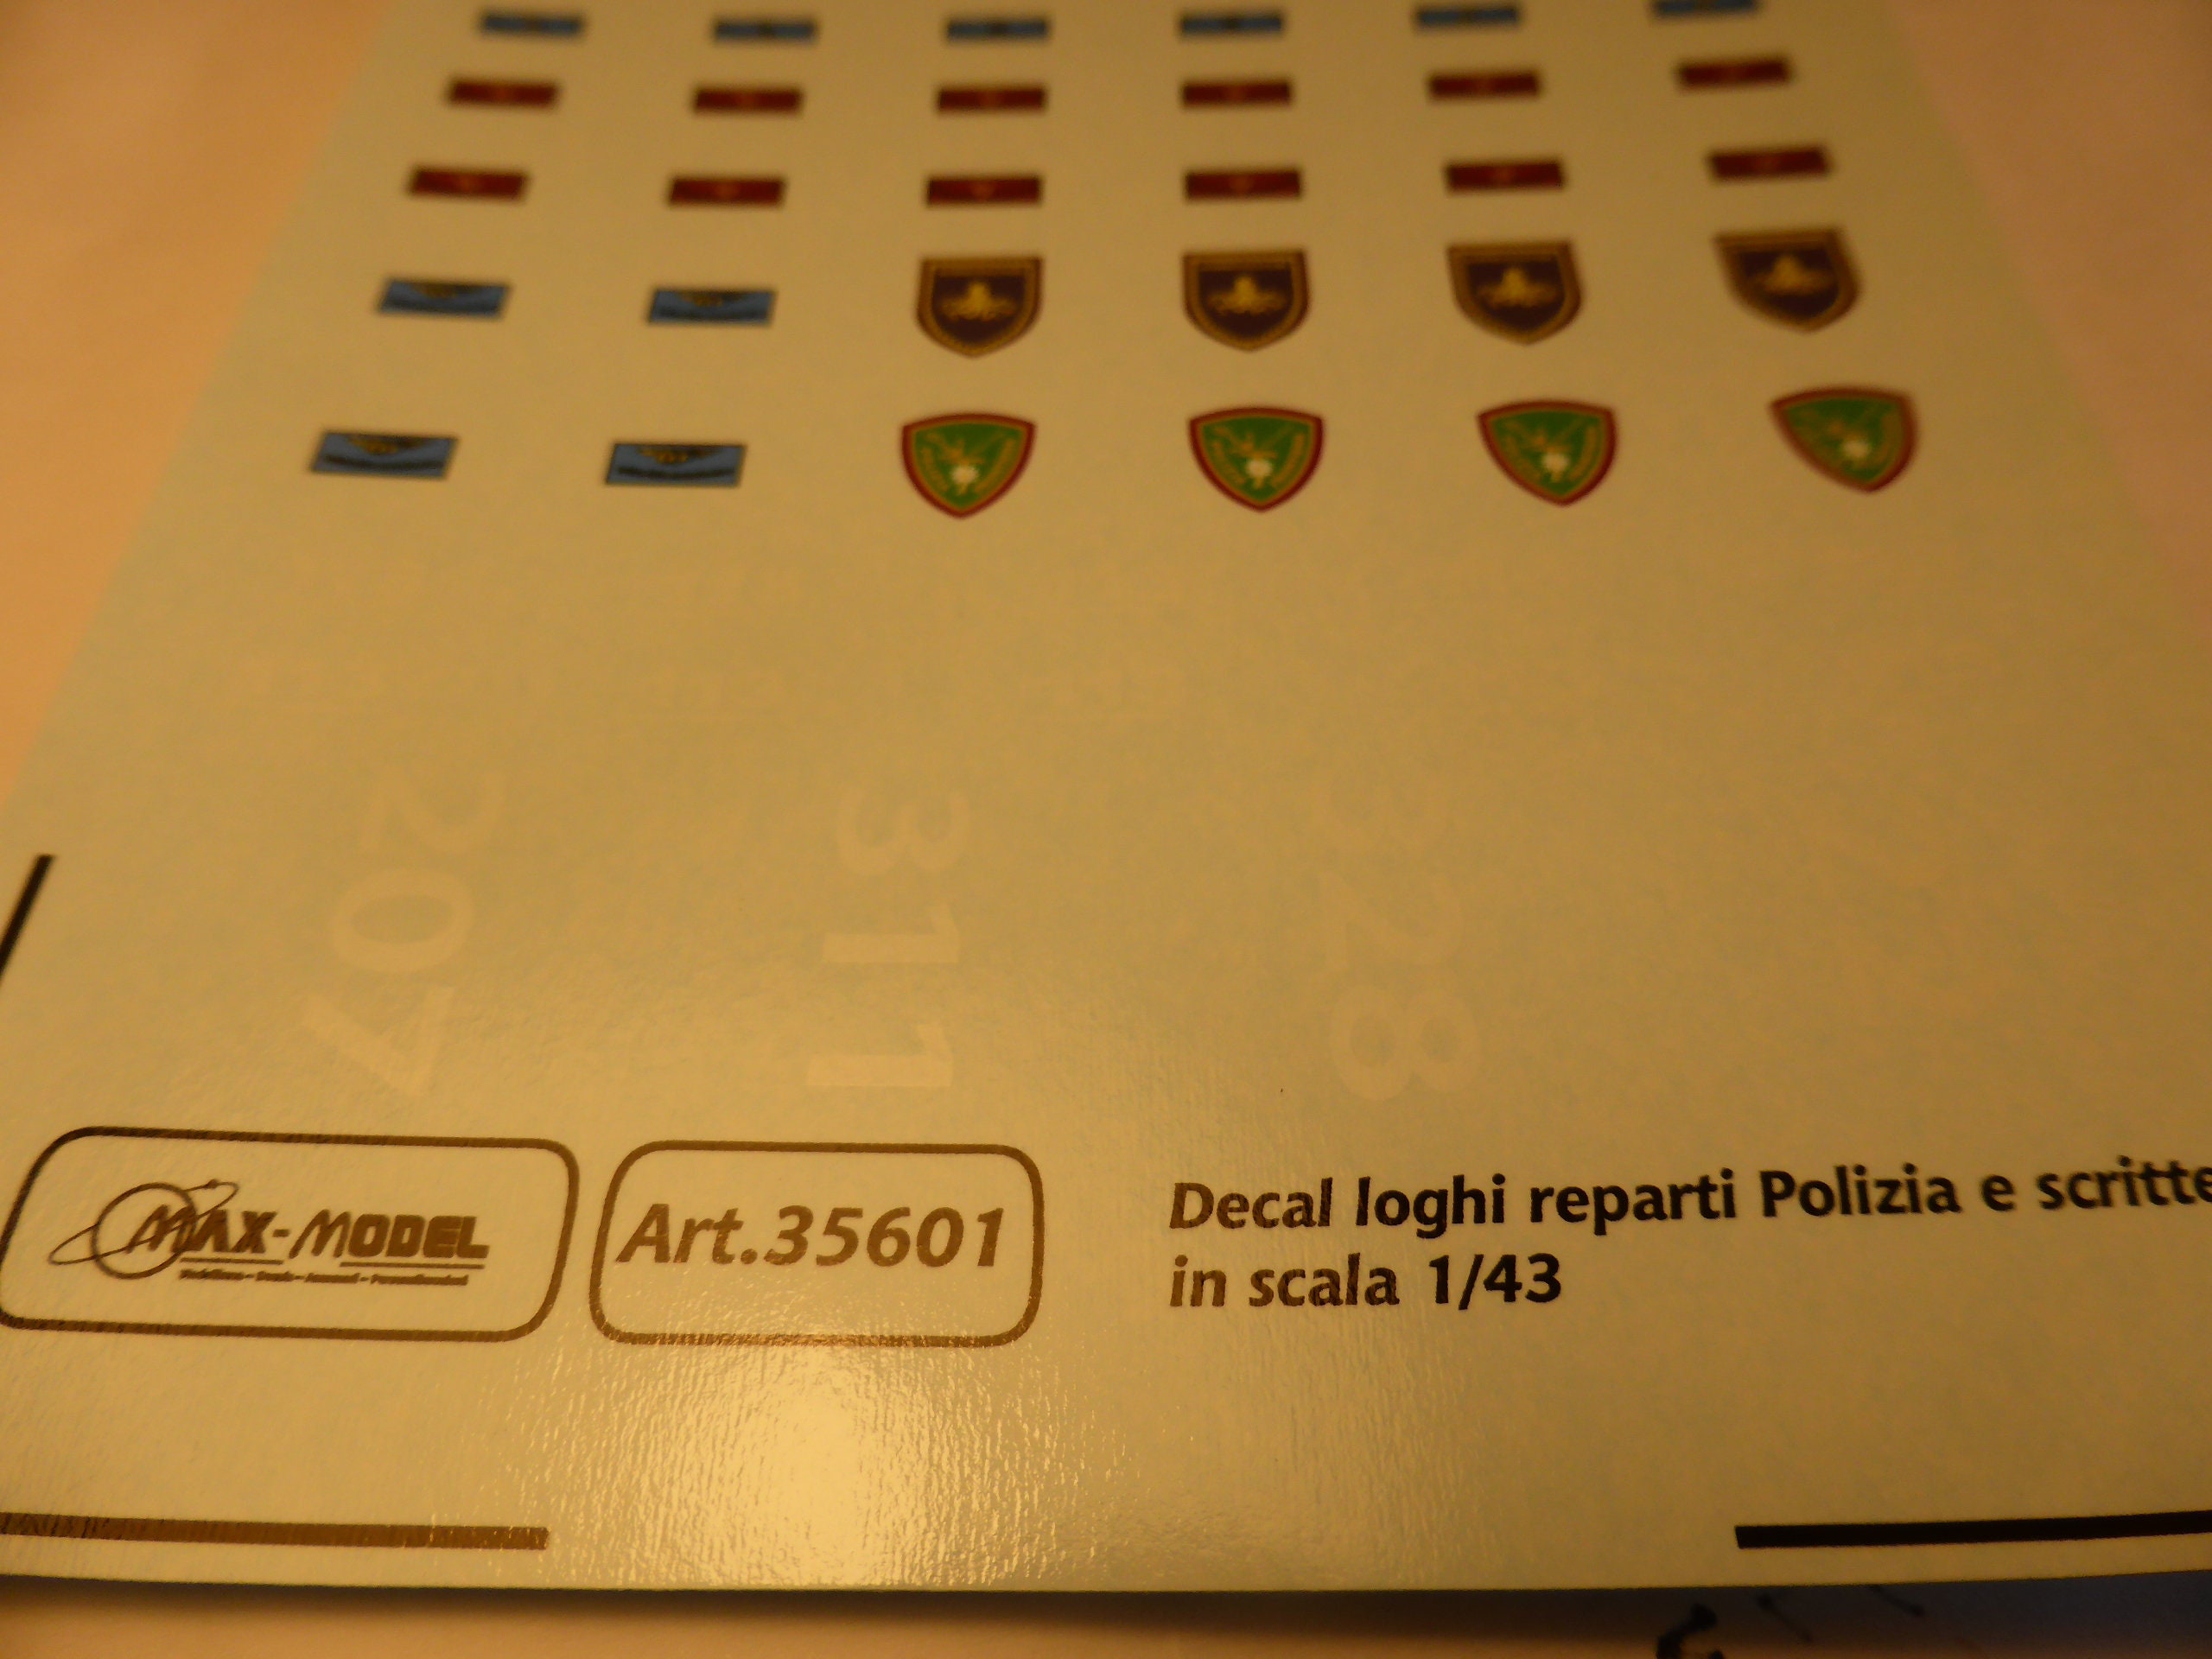 207
311
28
MAX-MODEL
Art.35601
Decal loghi reparti Polizia e scritte
in scala 1/43